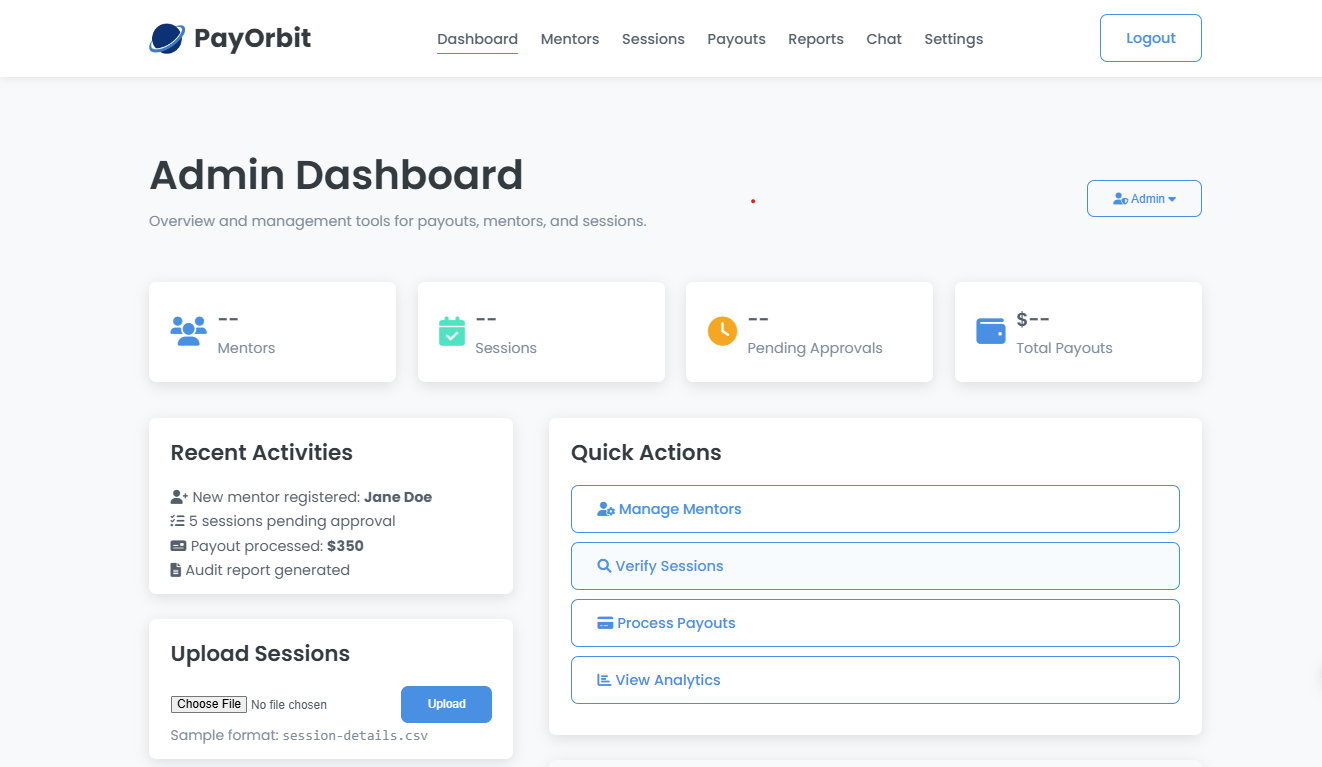 PayOrbit
Dashboard Mentors Sessions Payouts Reports Chat Settings
Logout
Admin Dashboard
Overview and management tools for payouts, mentors, and sessions.
Admin
--
Mentors
--
Sessions
--
Pending Approvals
$--
Total Payouts
Recent Activities
New mentor registered: Jane Doe
5 sessions pending approval
Payout processed: $350
Audit report generated
Upload Sessions
Choose File No file chosen
Upload
Sample format: session-details.csv
Quick Actions
Manage Mentors
Verify Sessions
Process Payouts
View Analytics